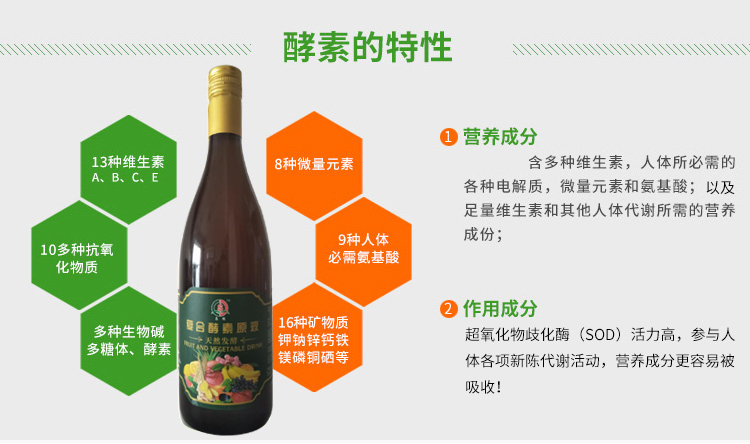 酵素的特性
13种维生素
A、B、C、E
10多种抗氧
化物质
多种生物碱
多糖体、酵素
8种微量元素
9种人体
必需氨基酸
16种矿物质
钾钠锌钙铁
镁磷铜硒等
复合酵素原液
天然发酵
FRUIT AND VEGETABLE DRINK
1 营养成分
含多种维生素，人体所必需的
各种电解质，微量元素和氨基酸；以及
足量维生素和其他人体代谢所需的营养
成份；
2 作用成分
超氧化物歧化酶（SOD）活力高，参与人
体各项新陈代谢活动，营养成分更容易被
吸收！